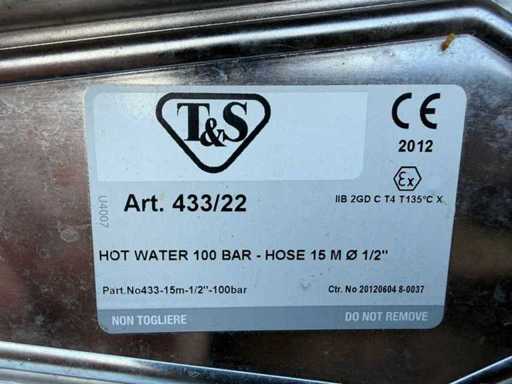 T&S
CE
2012
Ex
IIB 2GD C T4 T135°C X
U4007
Art. 433/22
HOT WATER 100 BAR - HOSE 15 M Ø 1/2"
Part.No433-15m-1/2"-100bar
Ctr. No 20120604 8-0037
NON TOGLIERE
DO NOT REMOVE